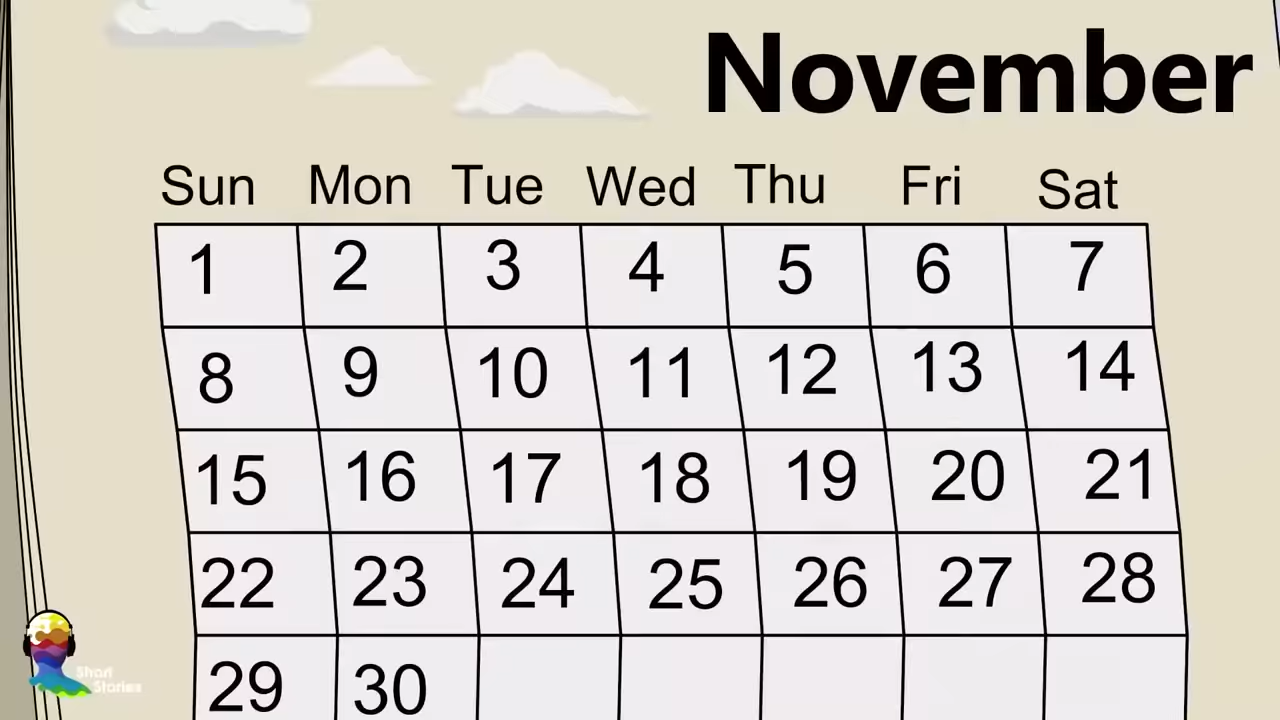 November
Sun Mon Tue Wed Thu Fri Sat
1 2 3 4 5 6 7
8 9 10 11 12 13 14
15 16 17 18 19 20 21
22 23 24 25 26 27 28
29 30
Short
Stories